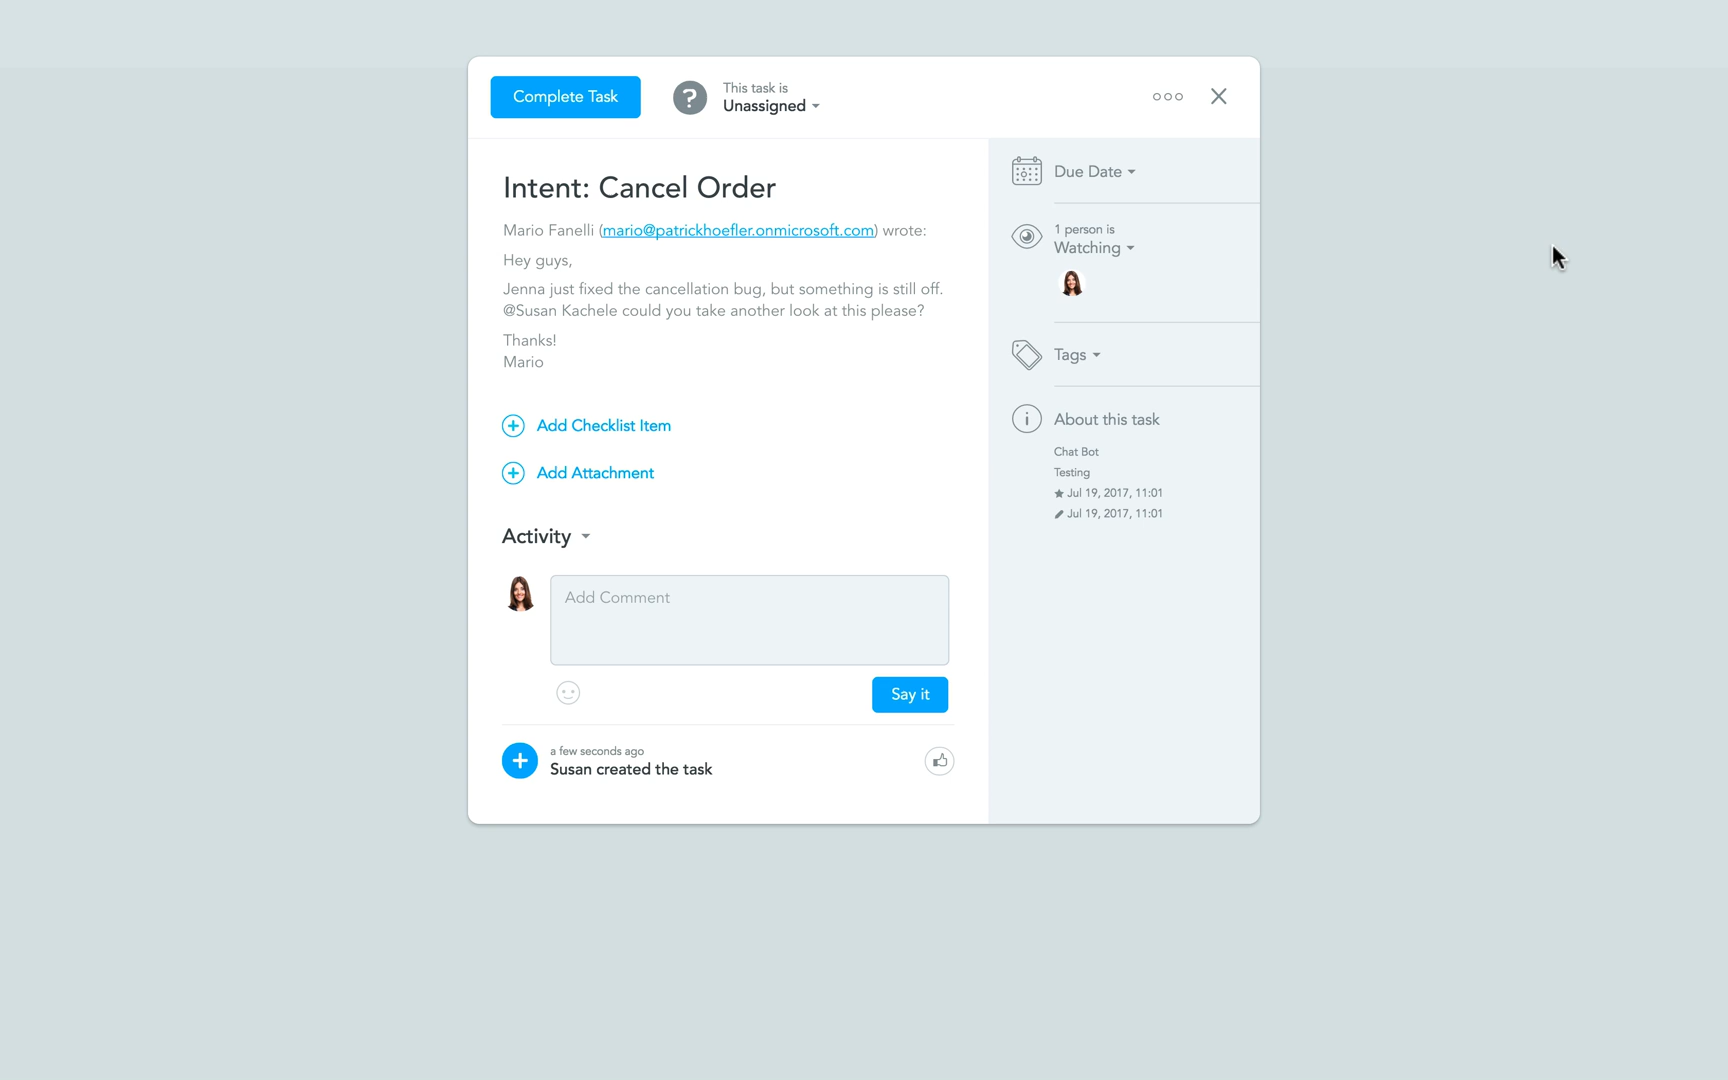 Complete Task
?
This task is
Unassigned
Intent: Cancel Order
Mario Fanelli (mario@patrickhoefler.onmicrosoft.com) wrote:
Hey guys,
Jenna just fixed the cancellation bug, but something is still off.
@Susan Kachele could you take another look at this please?
Thanks!
Mario
Add Checklist Item
Add Attachment
Activity
Add Comment
Say it
a few seconds ago
Susan created the task
Due Date
1 person is
Watching
Tags
About this task
Chat Bot
Testing
Jul 19, 2017, 11:01
Jul 19, 2017, 11:01